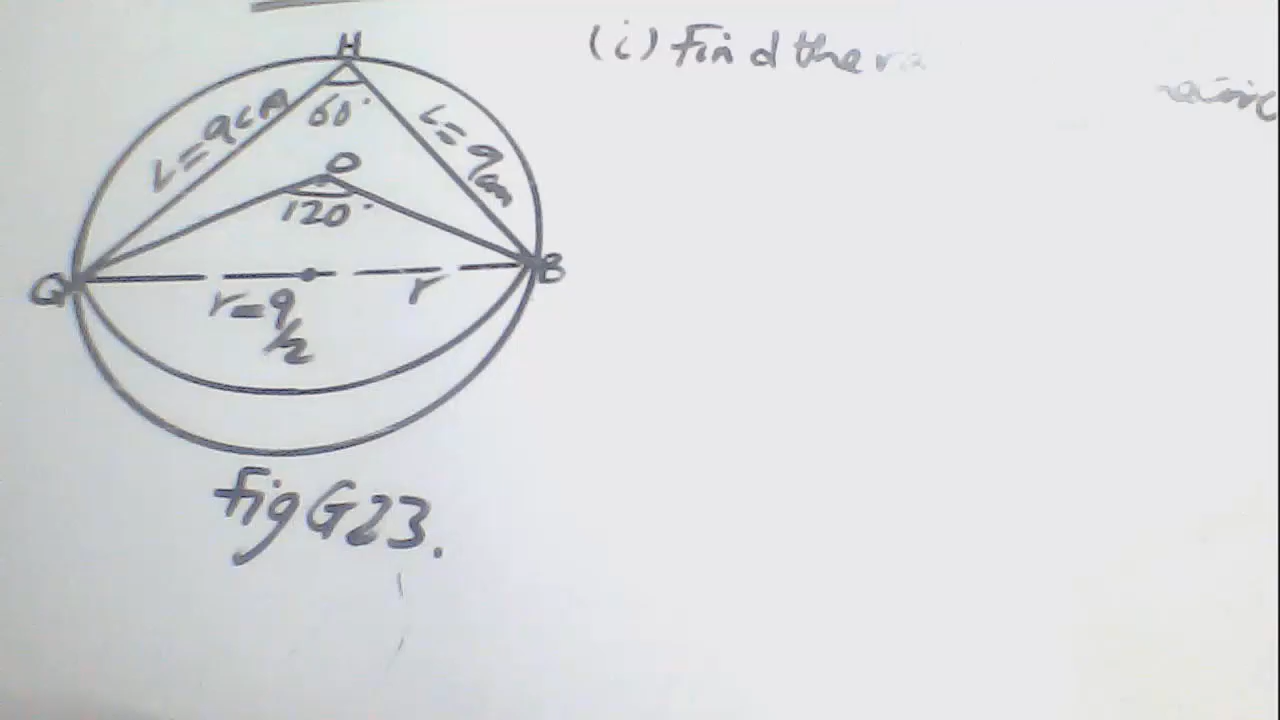 (i) Find the
H
L=9cm
60°
L=9cm
O
120°
Q
B
r=9/2
r
fig G23.